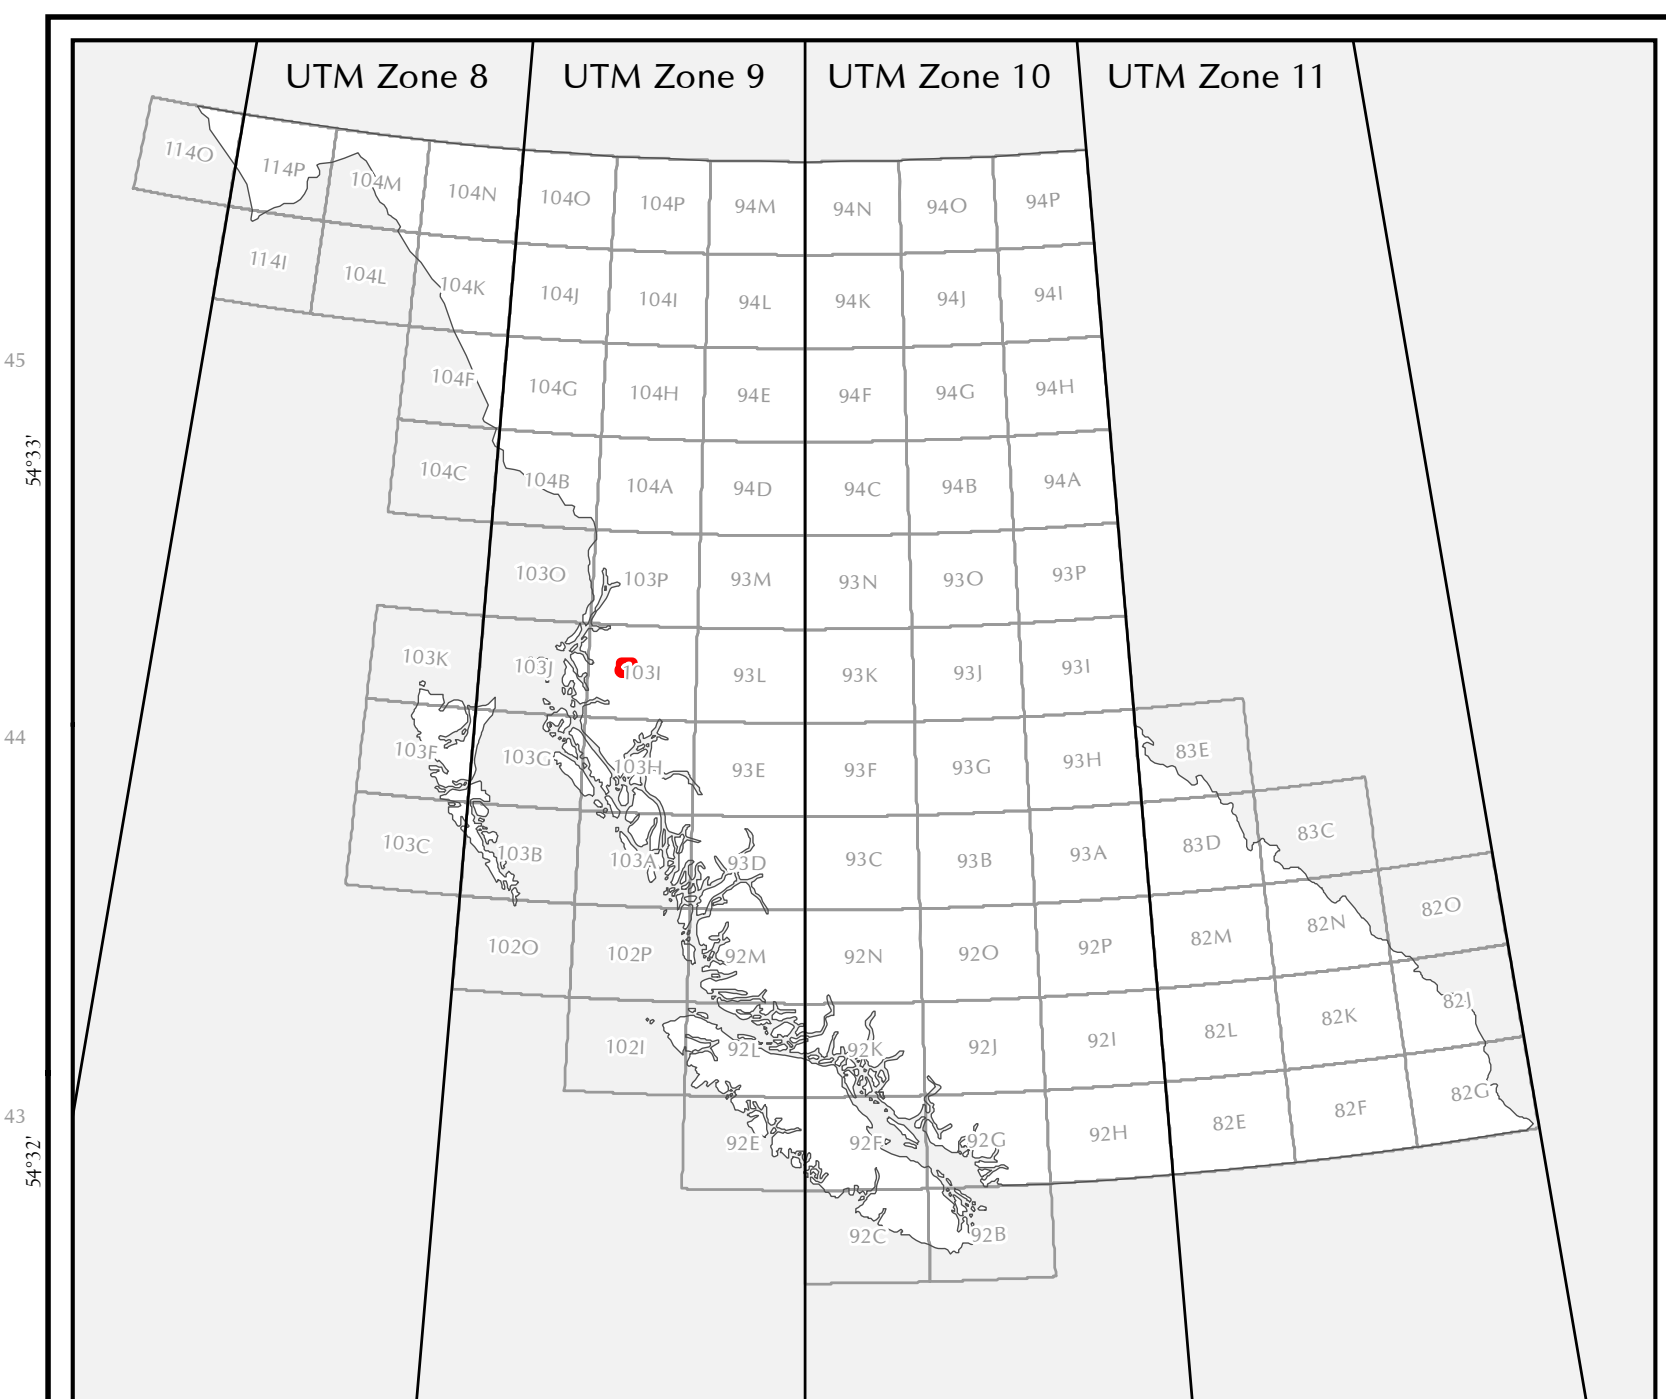 UTM Zone 8 UTM Zone 9 UTM Zone 10 UTM Zone 11
114O 114P 104M 104N 104O 104P 94M 94N 94O 94P
114I 104L 104K 104J 104I 94L 94K 94J 94I
45
104F 104G 104H 94E 94F 94G 94H
54°33'
104C 104B 104A 94D 94C 94B 94A
103O 103P 93M 93N 93O 93P
103K 103J 103I 93L 93K 93J 93I
44
103F 103G 103H 93E 93F 93G 93H 83E
103C 103B 103A 93D 93C 93B 93A 83D 83C
102O 102P 92M 92N 92O 92P 82M 82N 82O
102I 92L 92K 92J 92I 82L 82K 82J
43
54°32'
92E 92F 92G 92H 82E 82F 82G
92C 92B